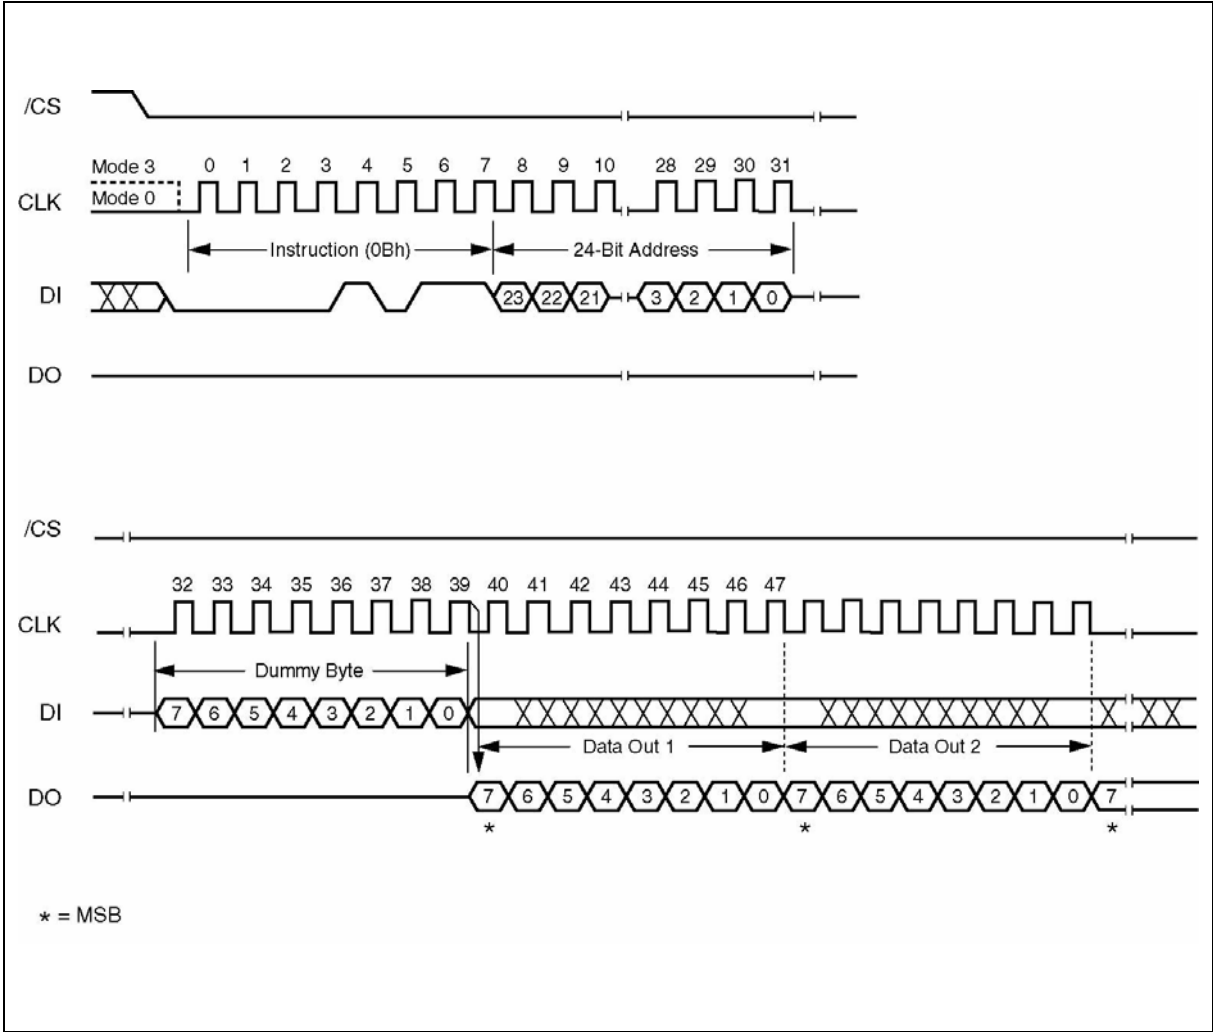 /CS
Mode 3 0 1 2 3 4 5 6 7 8 9 10 28 29 30 31
CLK Mode 0
Instruction (0Bh) 24-Bit Address
DI 23 22 21 3 2 1 0
DO
/CS
32 33 34 35 36 37 38 39 40 41 42 43 44 45 46 47
CLK
Dummy Byte
DI 7 6 5 4 3 2 1 0
Data Out 1 Data Out 2
DO 7 6 5 4 3 2 1 0 7 6 5 4 3 2 1 0 7
* * *
* = MSB